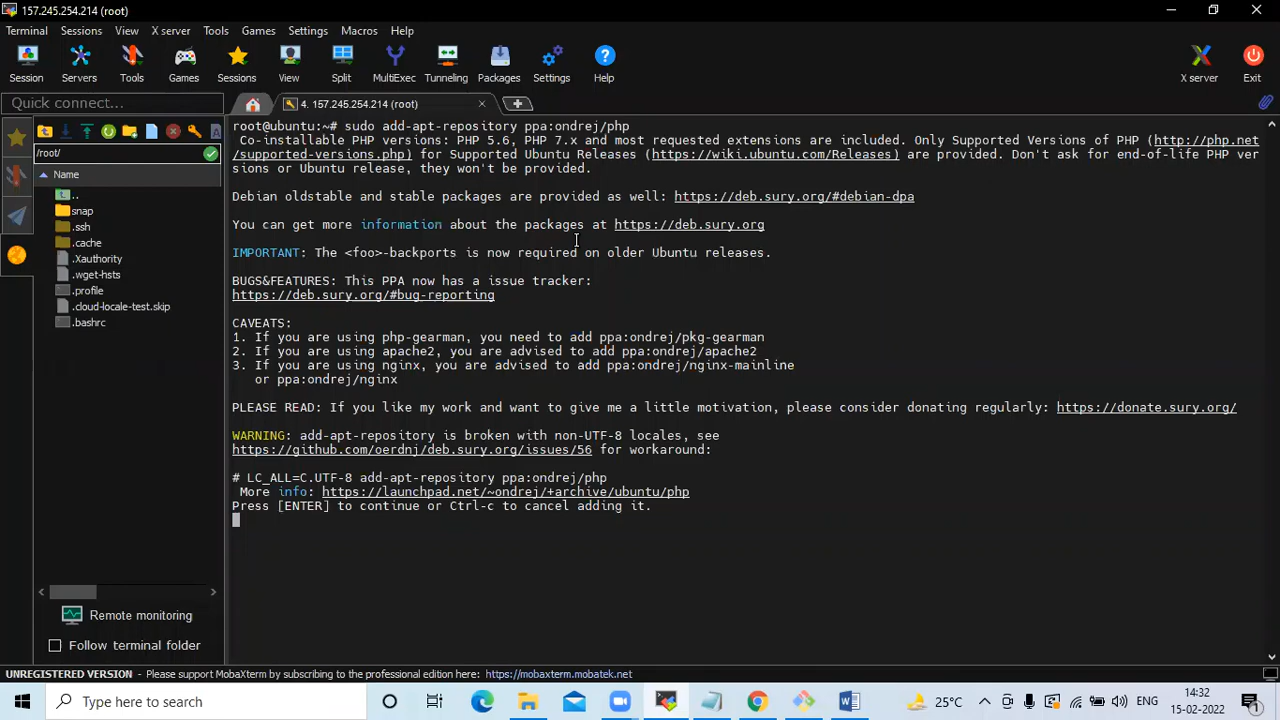 157.245.254.214 (root)
Terminal Sessions View X server Tools Games Settings Macros Help
Session Servers Tools Games Sessions View Split MultiExec Tunneling Packages Settings Help X server Exit
Quick connect...
4. 157.245.254.214 (root)
/root/
Name
..
snap
.ssh
.cache
.Xauthority
.wget-hsts
.profile
.cloud-locale-test.skip
.bashrc
Remote monitoring
Follow terminal folder
root@ubuntu:~# sudo add-apt-repository ppa:ondrej/php
Co-installable PHP versions: PHP 5.6, PHP 7.x and most requested extensions are included. Only Supported Versions of PHP (http://php.net
/supported-versions.php) for Supported Ubuntu Releases (https://wiki.ubuntu.com/Releases) are provided. Don't ask for end-of-life PHP ver
sions or Ubuntu release, they won't be provided.
Debian oldstable and stable packages are provided as well: https://deb.sury.org/#debian-dpa
You can get more information about the packages at https://deb.sury.org
IMPORTANT: The <foo>-backports is now required on older Ubuntu releases.
BUGS&FEATURES: This PPA now has a issue tracker:
https://deb.sury.org/#bug-reporting
CAVEATS:
1. If you are using php-gearman, you need to add ppa:ondrej/pkg-gearman
2. If you are using apache2, you are advised to add ppa:ondrej/apache2
3. If you are using nginx, you are advised to add ppa:ondrej/nginx-mainline
or ppa:ondrej/nginx
PLEASE READ: If you like my work and want to give me a little motivation, please consider donating regularly: https://donate.sury.org/
WARNING: add-apt-repository is broken with non-UTF-8 locales, see
https://github.com/oerdnj/deb.sury.org/issues/56 for workaround:
# LC_ALL=C.UTF-8 add-apt-repository ppa:ondrej/php
More info: https://launchpad.net/~ondrej/+archive/ubuntu/php
Press [ENTER] to continue or Ctrl-c to cancel adding it.
UNREGISTERED VERSION - Please support MobaXterm by subscribing to the professional edition here: https://mobaxterm.mobatek.net
Type here to search
25°C
ENG
14:32
15-02-2022
1